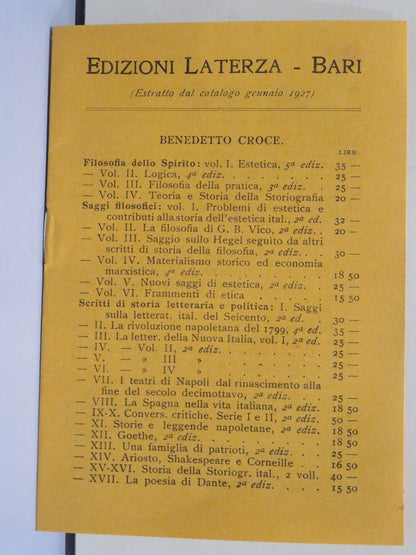 EDIZIONI LATERZA - BARI
(Estratto dal catalogo gennaio 1927)
BENEDETTO CROCE.
LIRE
Filosofia dello Spirito: vol. I. Estetica, 5ª ediz. 35 —
— Vol. II. Logica, 4ª ediz. . . . . . . . 25 —
— Vol. III. Filosofia della pratica, 3ª ediz. . . . 25 —
— Vol. IV. Teoria e Storia della Storiografia . 20 —
Saggi filosofici: vol. I. Problemi di estetica e
contributi alla storia dell'estetica ital., 2ª ed. 32 —
— Vol. II. La filosofia di G. B. Vico, 2ª ediz. . . 20 —
— Vol. III. Saggio sullo Hegel seguito da altri
scritti di storia della filosofia, 2ª ediz. . . . 30 —
— Vol. IV. Materialismo storico ed economia
marxistica, 4ª ediz. . . . . . . . 18 50
— Vol. V. Nuovi saggi di estetica, 2ª ediz. . . . 25 —
— Vol. VI. Frammenti di etica . . . . . . 15 50
Scritti di storia letteraria e politica: I. Saggi
sulla letterat. ital. del Seicento, 2ª ed. . . . 30 —
— II. La rivoluzione napoletana del 1799, 4ª ed. 35 —
— III. La letter. della Nuova Italia, vol. I, 2ª ed. 25 —
— IV. — Vol. II, 2ª ediz. . . . . . . . 25 —
— V. — » III » . . . . . . . 25 —
— VI. — » IV » . . . . . . . 25 —
— VII. I teatri di Napoli dal rinascimento alla
fine del secolo decimottavo, 2ª ediz. . . . . 25 —
— VIII. La Spagna nella vita italiana, 2ª ediz. . 18 50
— IX-X. Convers. critiche. Serie I e II, 2ª ediz. . 50 —
— XI. Storie e leggende napoletane, 2ª ediz. . . 18 50
— XII. Goethe, 2ª ediz. . . . . . . . . 18 50
— XIII. Una famiglia di patrioti, 2ª ediz. . . . 25 —
— XIV. Ariosto, Shakespeare e Corneille . . . 16 50
— XV-XVI. Storia della Storiogr. ital., 2 voll. 40 —
— XVII. La poesia di Dante, 2ª ediz. . . . . 15 50